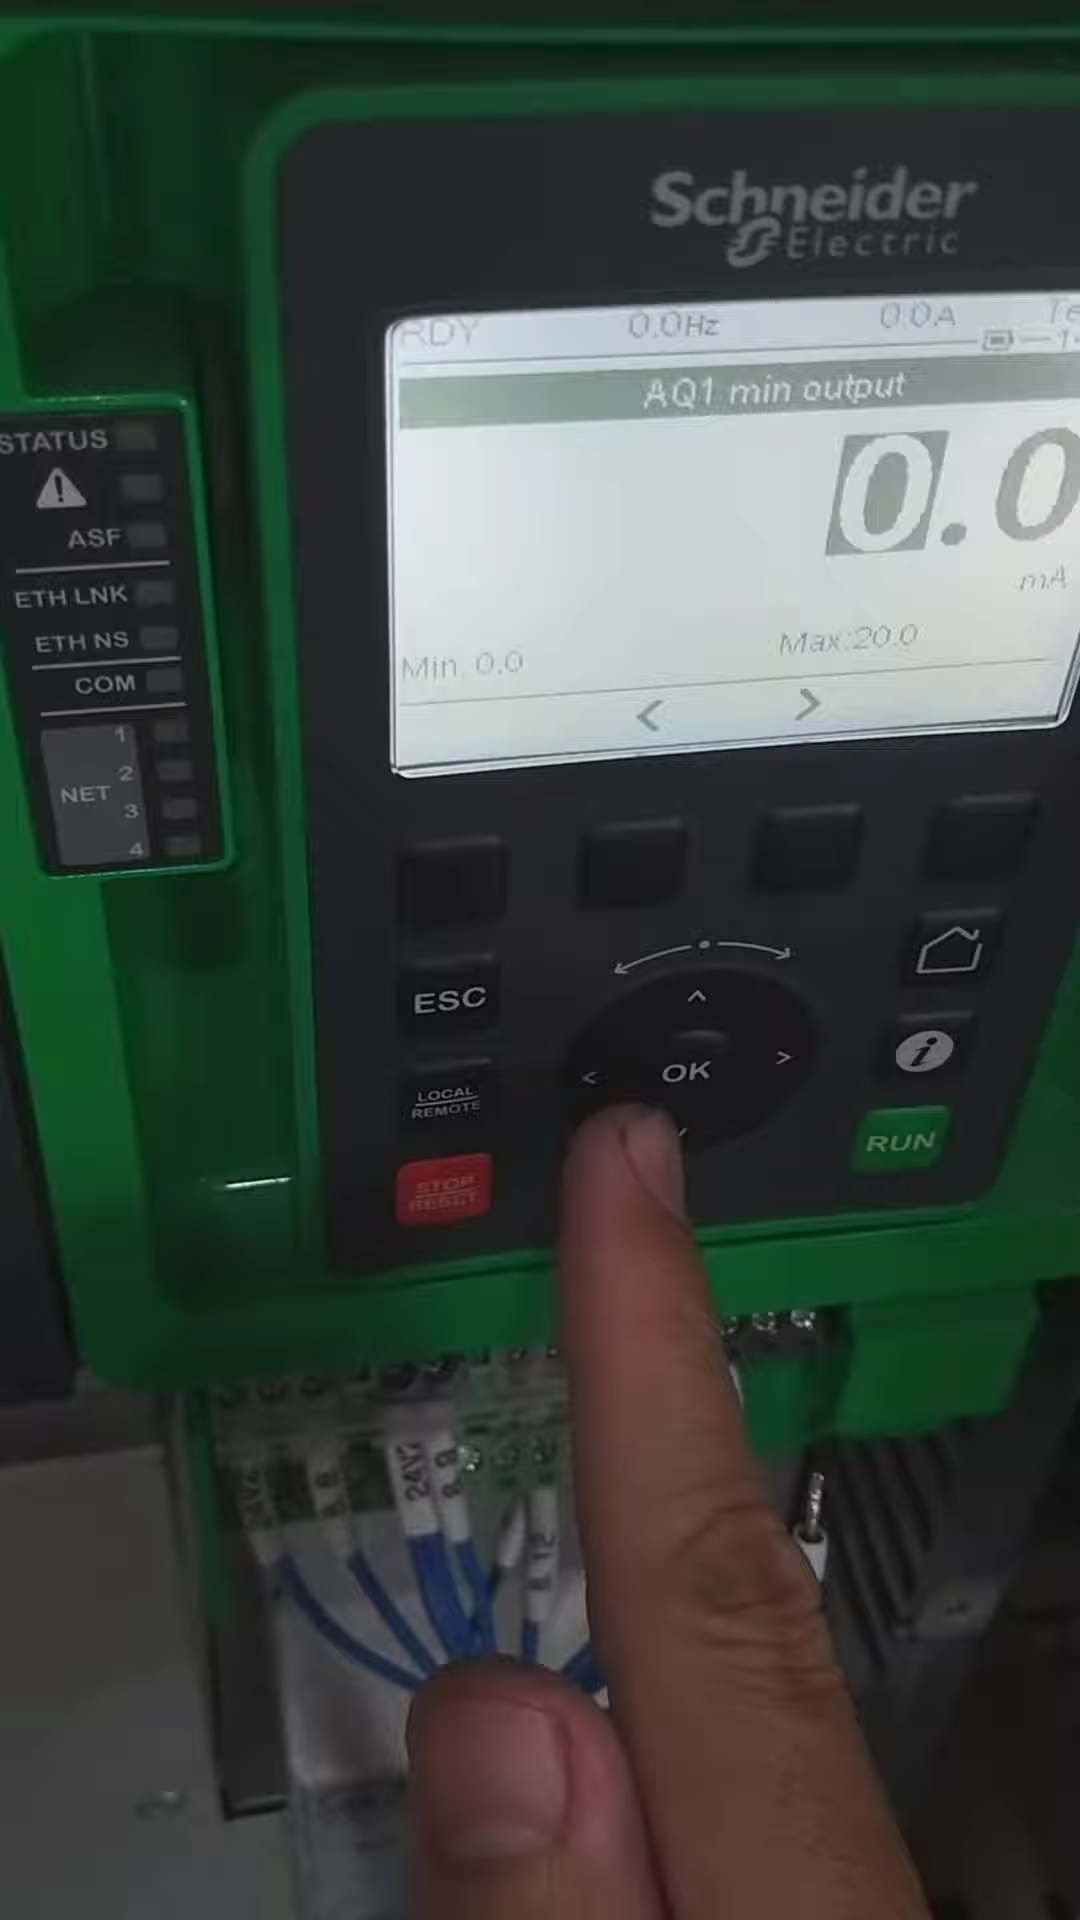 Schneider
Electric
RDY 0.0Hz 0.0A Te
AQ1 min output
0.0
mA
Min. 0.0 Max:20.0
< >
STATUS
ASF
ETH LNK
ETH NS
COM
NET
1
2
3
4
ESC
LOCAL
REMOTE
OK
STOP
RESET
RUN
i